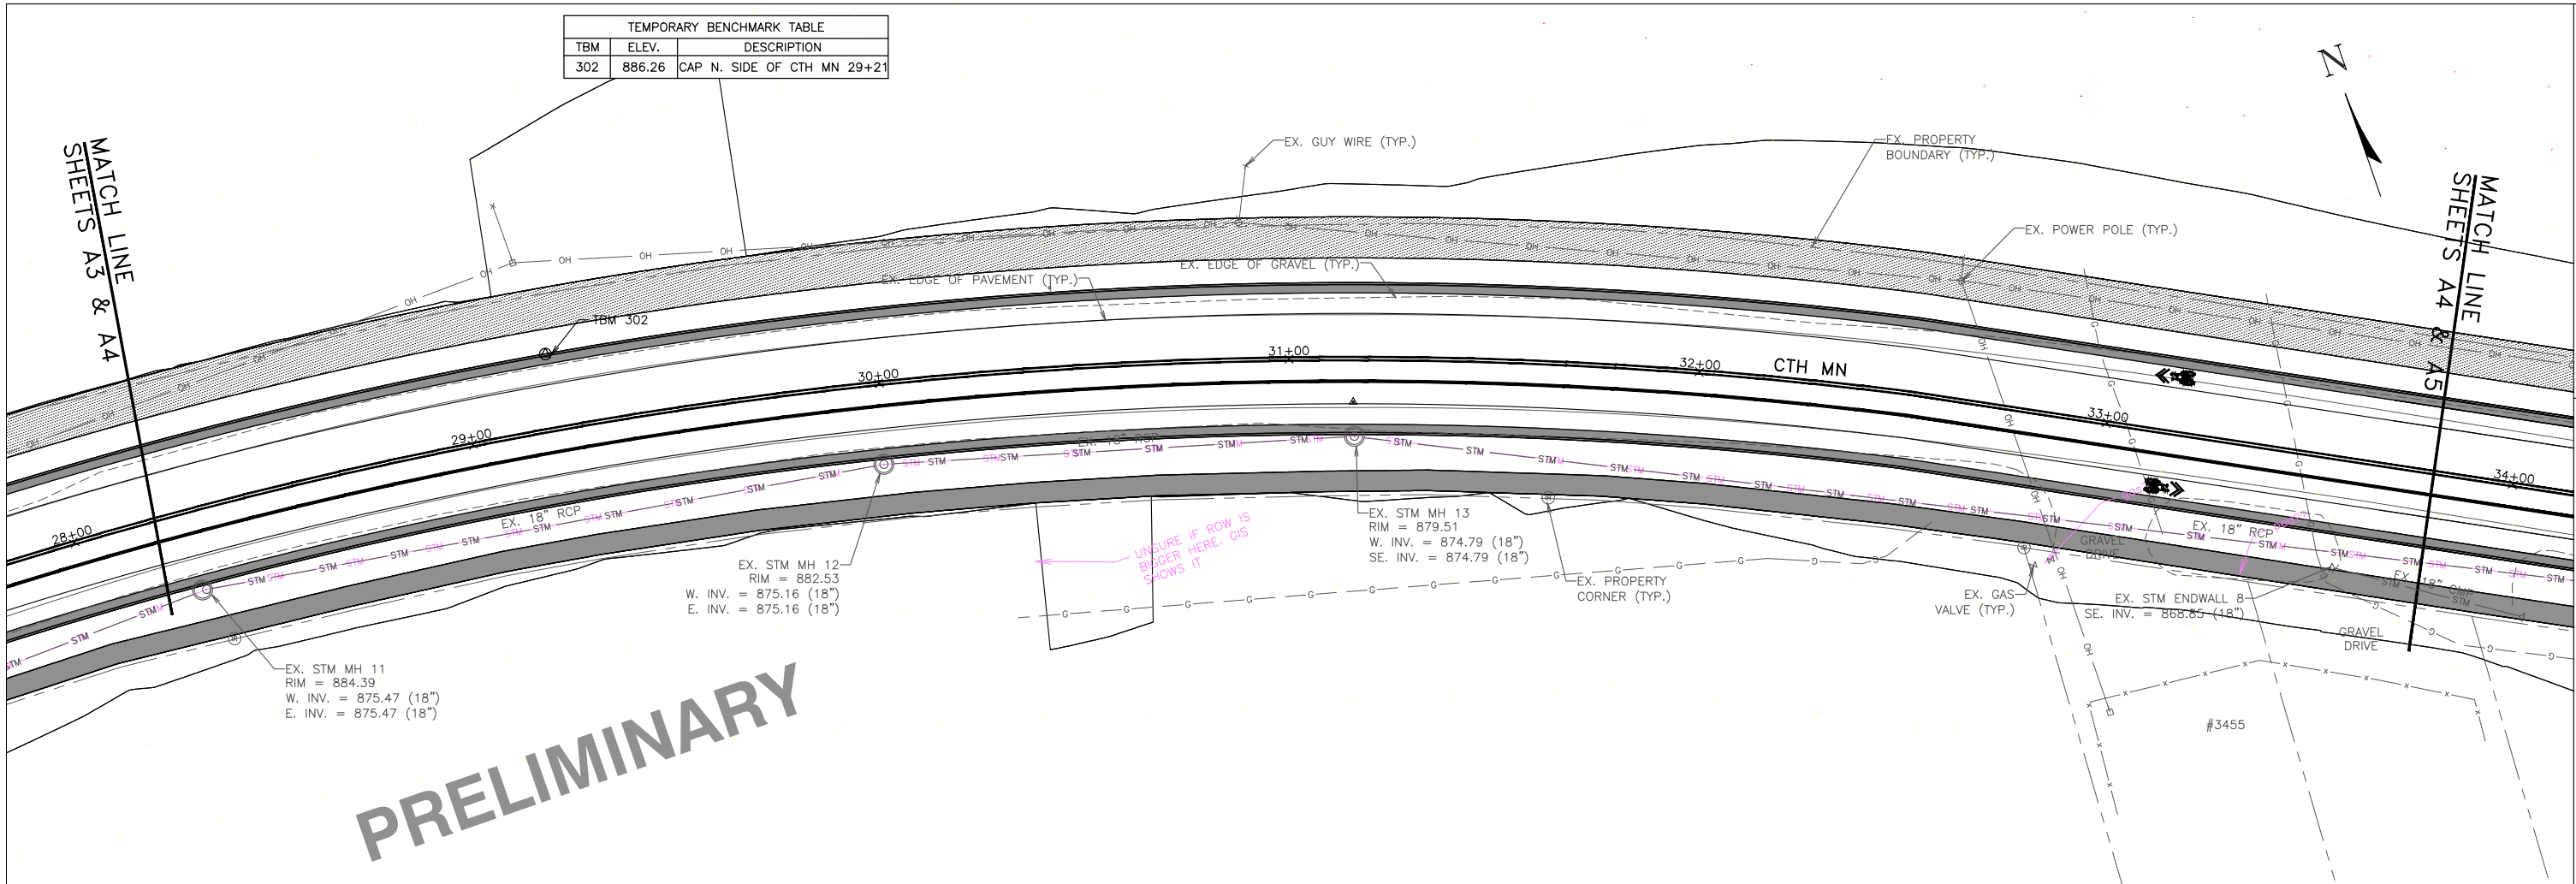 TEMPORARY BENCHMARK TABLE
TBM ELEV. DESCRIPTION
302 886.26 CAP N. SIDE OF CTH MN 29+21
N
MATCH LINE
SHEETS A3 & A4
MATCH LINE
SHEETS A4 & A5
EX. GUY WIRE (TYP.)
EX. PROPERTY
BOUNDARY (TYP.)
EX. POWER POLE (TYP.)
EX. EDGE OF PAVEMENT (TYP.)
EX. EDGE OF GRAVEL (TYP.)
TBM 302
28+00
29+00
30+00
31+00
32+00
CTH MN
33+00
34+00
EX. 18" RCP
EX. 18" RCP
EX. 18" RCP
EX. 18" CMP
GRAVEL
DRIVE
EX. STM MH 11
RIM = 884.39
W. INV. = 875.47 (18")
E. INV. = 875.47 (18")
EX. STM MH 12
RIM = 882.53
W. INV. = 875.16 (18")
E. INV. = 875.16 (18")
UNSURE IF ROW IS
BIGGER HERE. GIS
SHOWS IT
EX. STM MH 13
RIM = 879.51
W. INV. = 874.79 (18")
SE. INV. = 874.79 (18")
EX. PROPERTY
CORNER (TYP.)
EX. GAS
VALVE (TYP.)
EX. STM ENDWALL 8
SE. INV. = 868.85 (18")
GRAVEL
DRIVE
#3455
PRELIMINARY